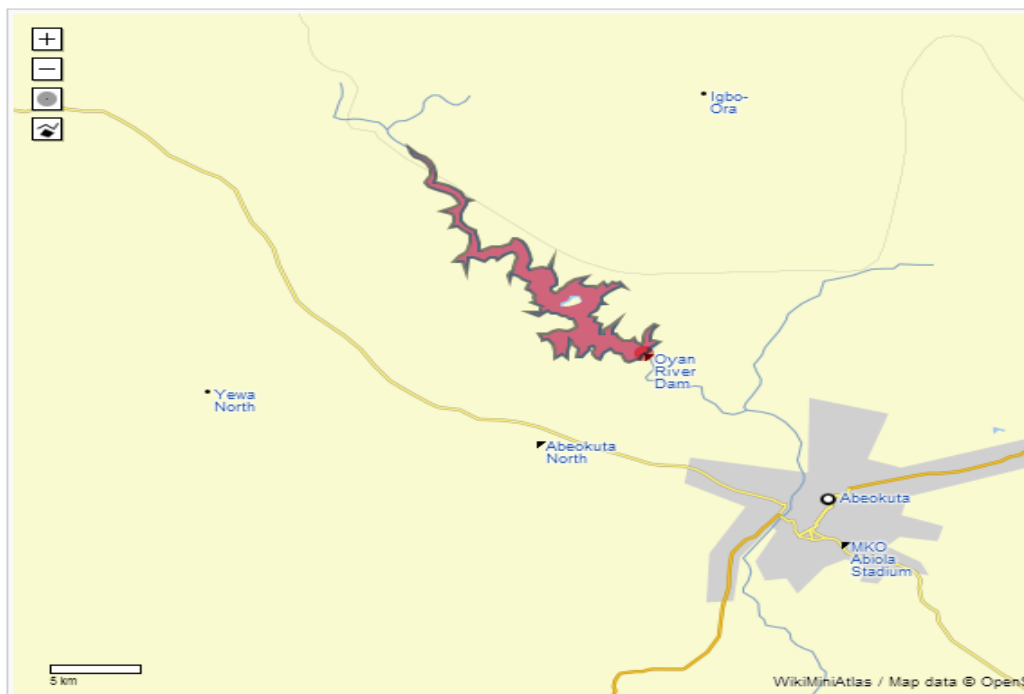 +
−
Igbo-
Ora
Oyan
River
Dam
Yewa
North
Abeokuta
North
Abeokuta
MKO
Abiola
Stadium
5 km
WikiMiniAtlas / Map data © OpenS